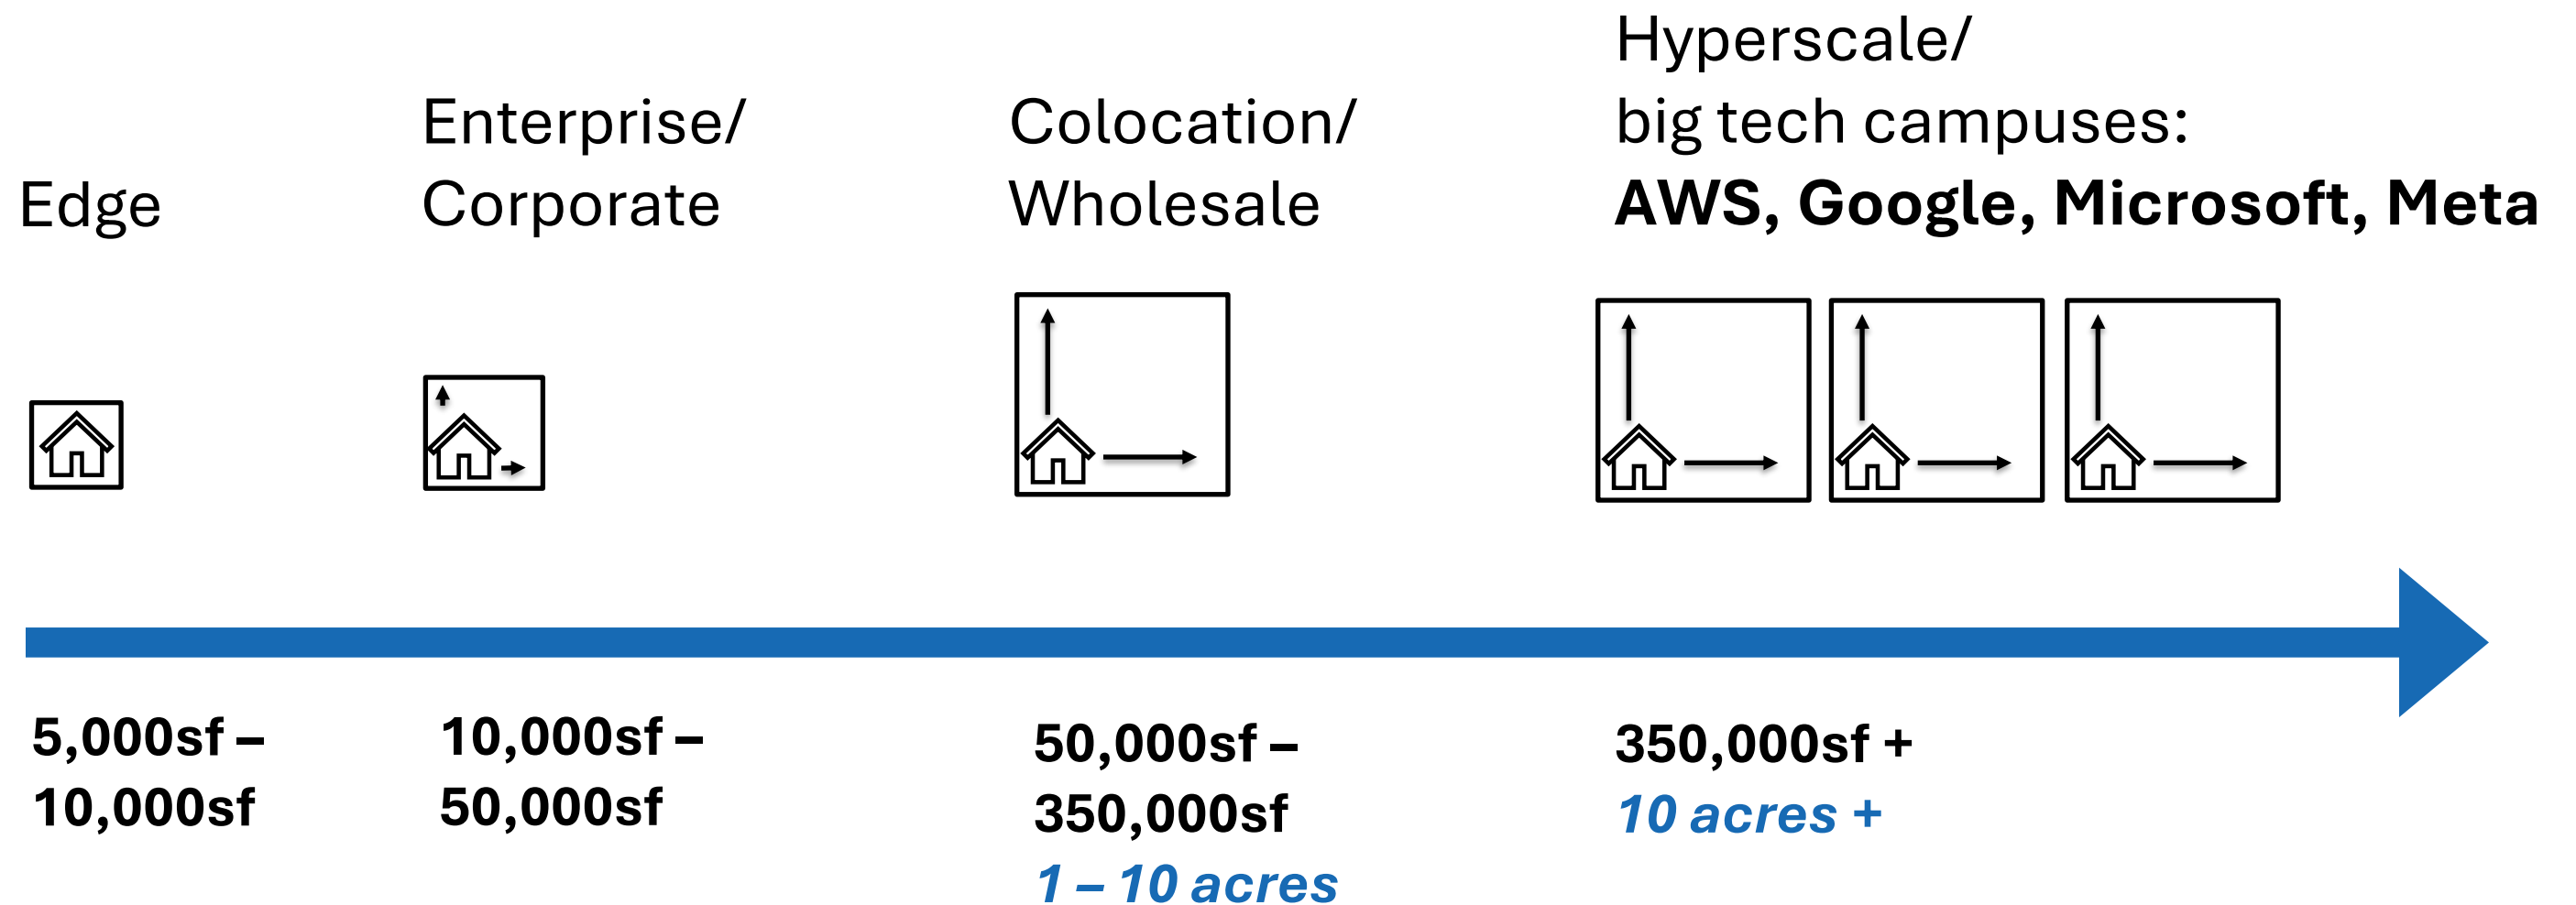 Edge
Enterprise/
Corporate
Colocation/
Wholesale
Hyperscale/
big tech campuses:
AWS, Google, Microsoft, Meta
5,000sf –
10,000sf
10,000sf –
50,000sf
50,000sf –
350,000sf
1 – 10 acres
350,000sf +
10 acres +